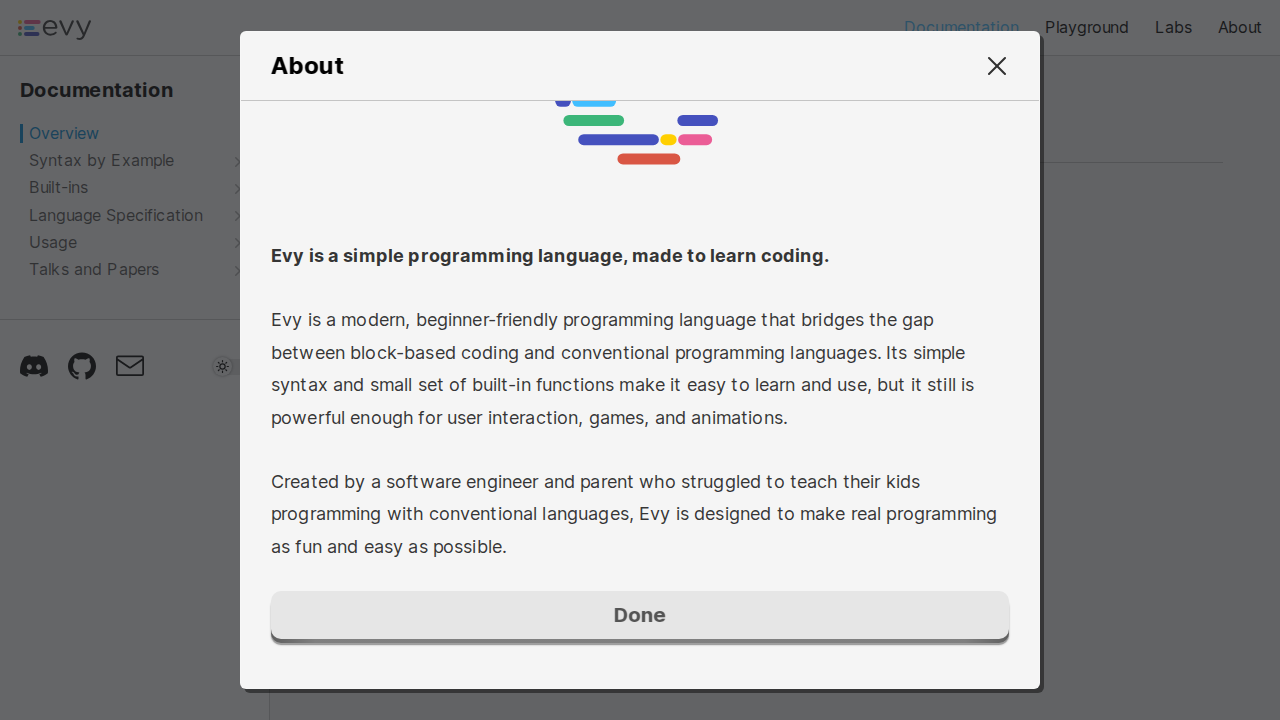 evy
Documentation
Playground
Labs
About
Documentation
Overview
Syntax by Example
Built-ins
Language Specification
Usage
Talks and Papers
About
Evy is a simple programming language, made to learn coding.
Evy is a modern, beginner-friendly programming language that bridges the gap
between block-based coding and conventional programming languages. Its simple
syntax and small set of built-in functions make it easy to learn and use, but it still is
powerful enough for user interaction, games, and animations.
Created by a software engineer and parent who struggled to teach their kids
programming with conventional languages, Evy is designed to make real programming
as fun and easy as possible.
Done